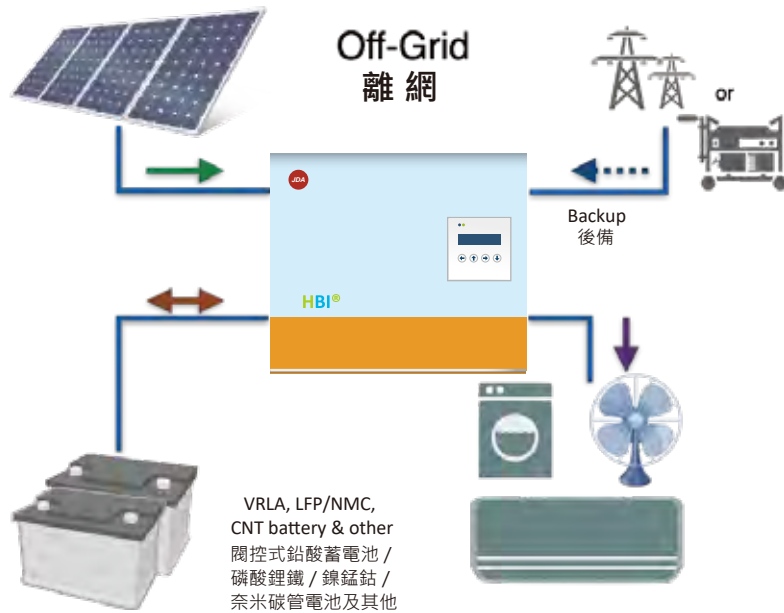 Off-Grid
離網
or
JDA
Backup
後備
HBI®
VRLA, LFP/NMC,
CNT battery & other
閥控式鉛酸蓄電池 /
磷酸鋰鐵 / 鎳錳鈷 /
奈米碳管電池及其他